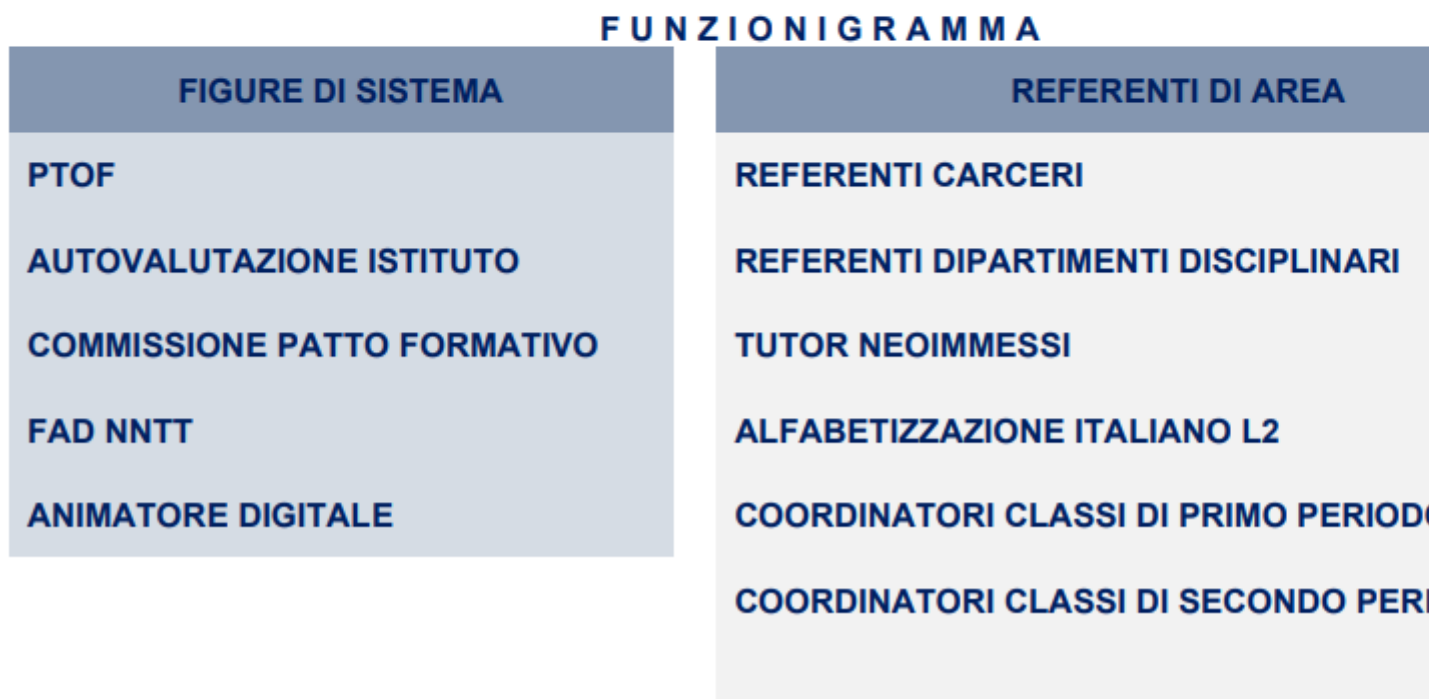 FUNZIONIGRAMMA
FIGURE DI SISTEMA
PTOF
AUTOVALUTAZIONE ISTITUTO
COMMISSIONE PATTO FORMATIVO
FAD NNTT
ANIMATORE DIGITALE
REFERENTI DI AREA
REFERENTI CARCERI
REFERENTI DIPARTIMENTI DISCIPLINARI
TUTOR NEOIMMESSI
ALFABETIZZAZIONE ITALIANO L2
COORDINATORI CLASSI DI PRIMO
COORDINATORI CLASSI DI SECONDO